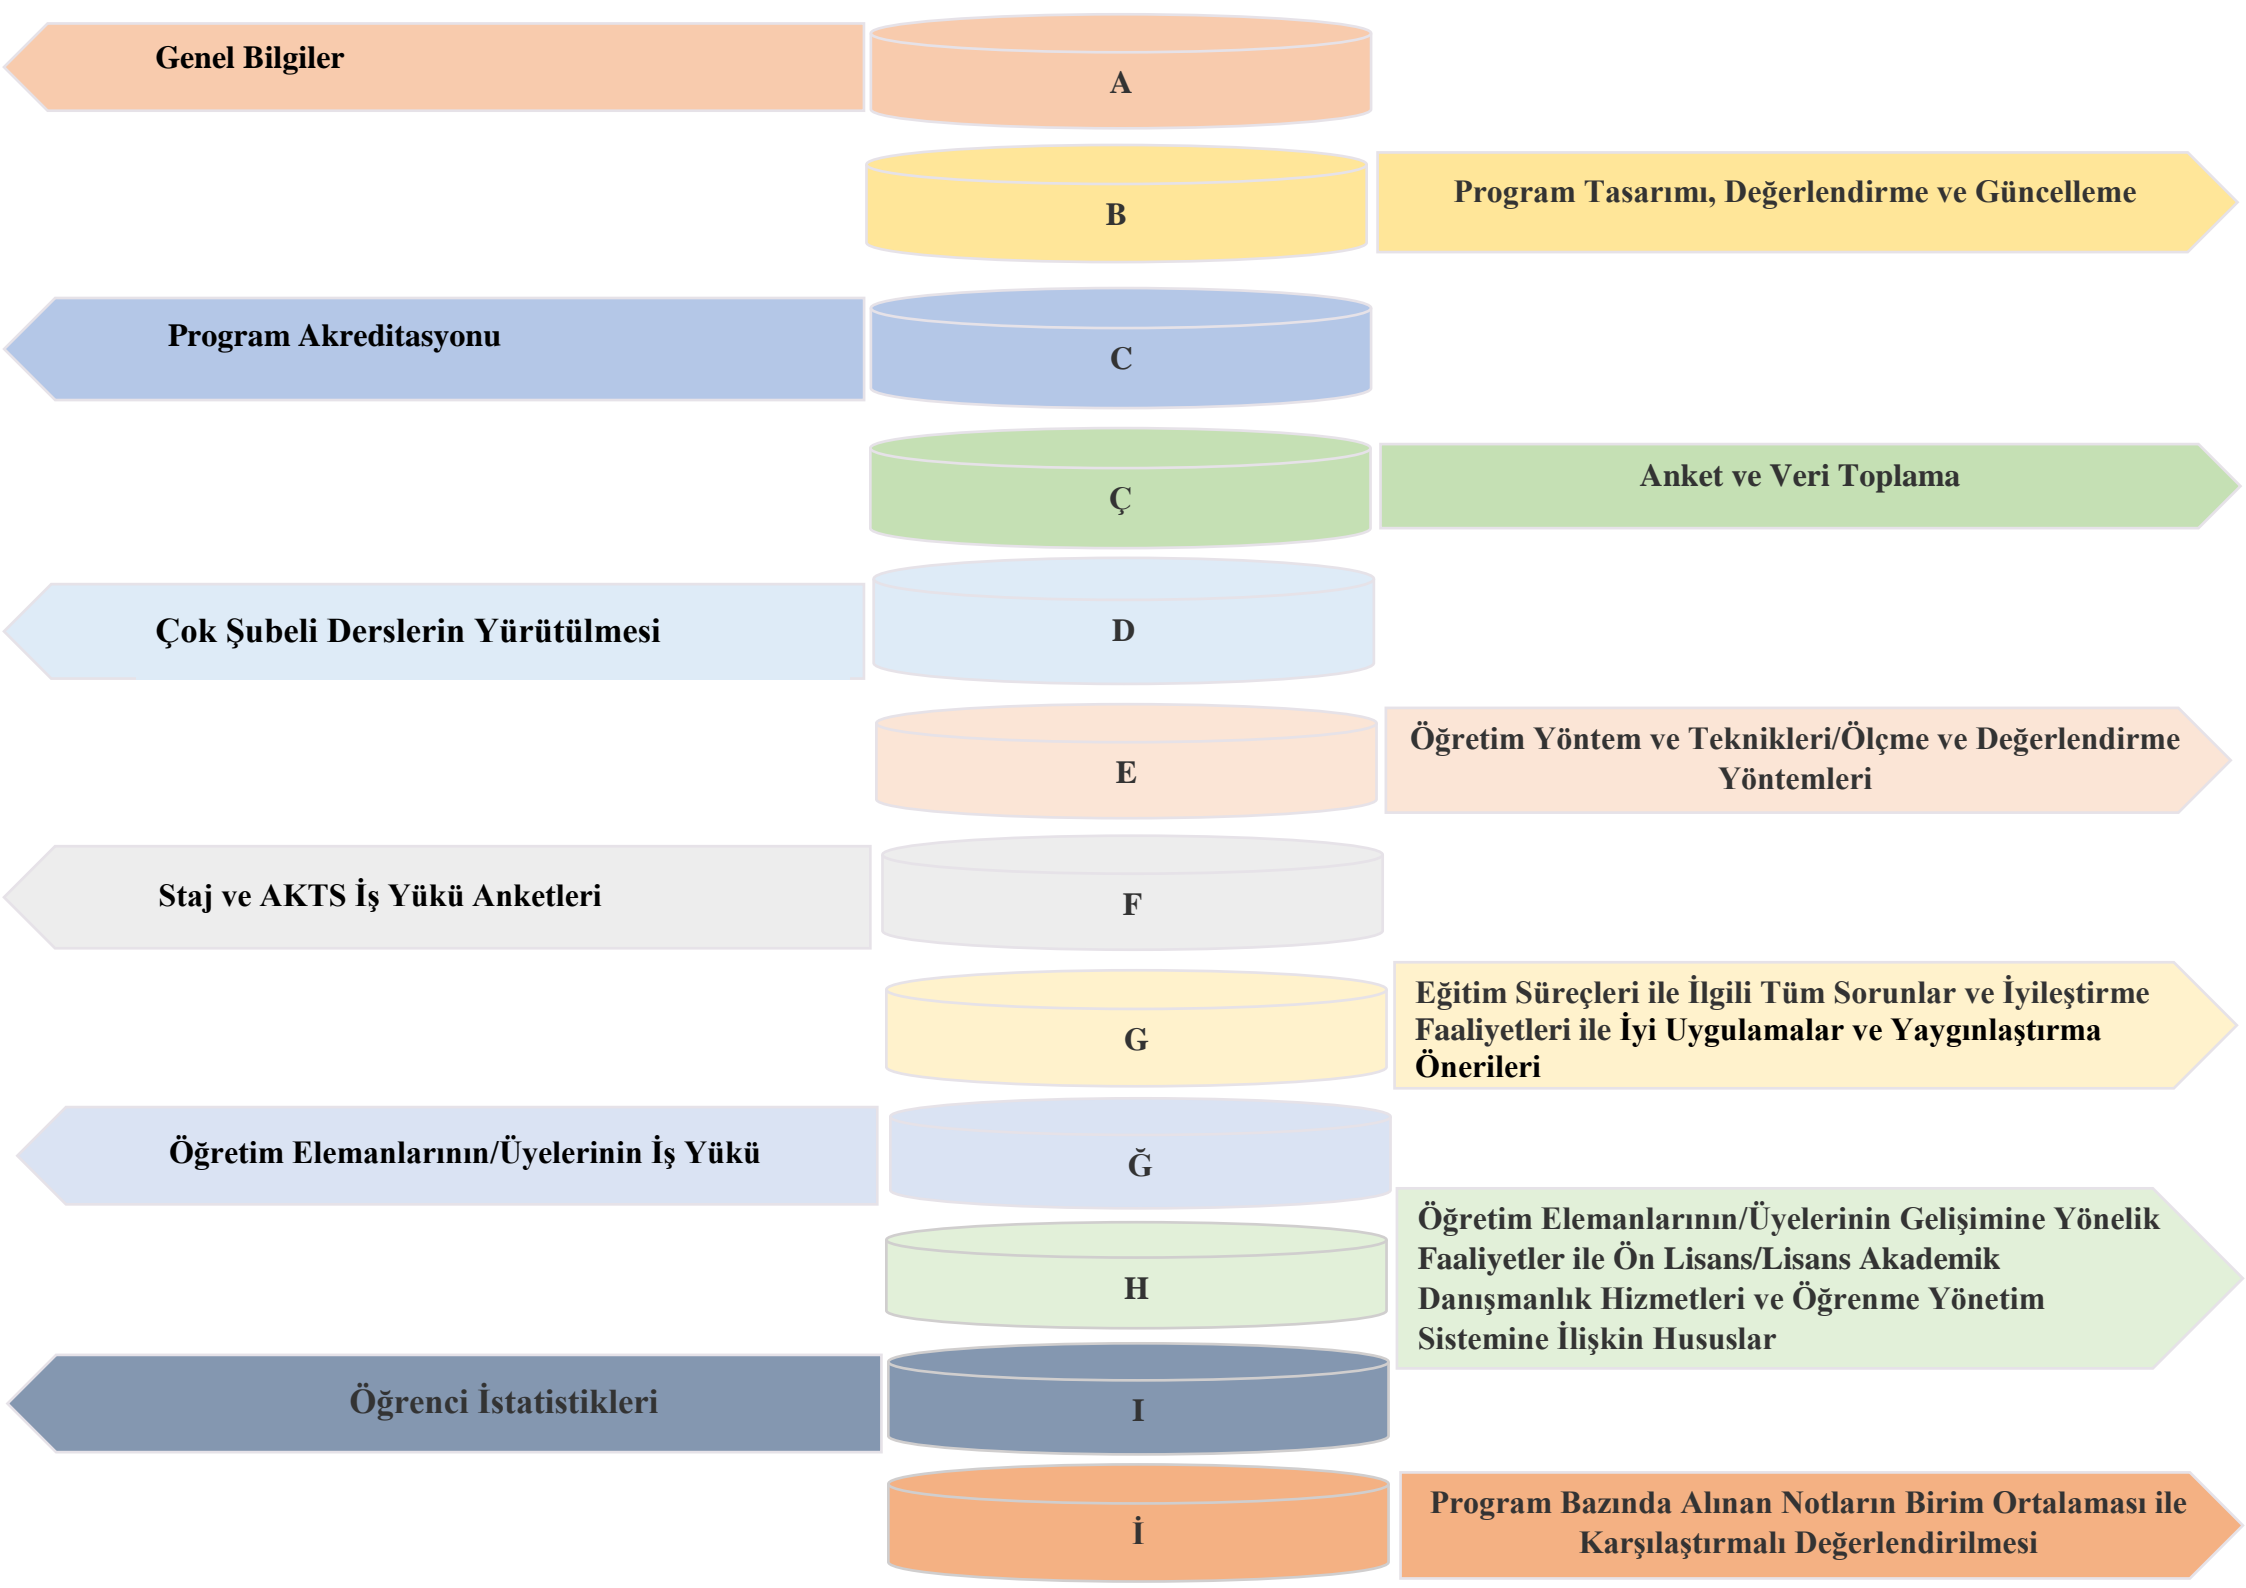 Genel Bilgiler
A
B
Program Tasarımı, Değerlendirme ve Güncelleme
Program Akreditasyonu
C
Ç
Anket ve Veri Toplama
Çok Şubeli Derslerin Yürütülmesi
D
E
Öğretim Yöntem ve Teknikleri/Ölçme ve Değerlendirme
Yöntemleri
Staj ve AKTS İş Yükü Anketleri
F
G
Eğitim Süreçleri ile İlgili Tüm Sorunlar ve İyileştirme
Faaliyetleri ile İyi Uygulamalar ve Yaygınlaştırma
Önerileri
Öğretim Elemanlarının/Üyelerinin İş Yükü
Ğ
H
Öğretim Elemanlarının/Üyelerinin Gelişimine Yönelik
Faaliyetler ile Ön Lisans/Lisans Akademik
Danışmanlık Hizmetleri ve Öğrenme Yönetim
Sistemine İlişkin Hususlar
Öğrenci İstatistikleri
I
İ
Program Bazında Alınan Notların Birim Ortalaması ile
Karşılaştırmalı Değerlendirilmesi